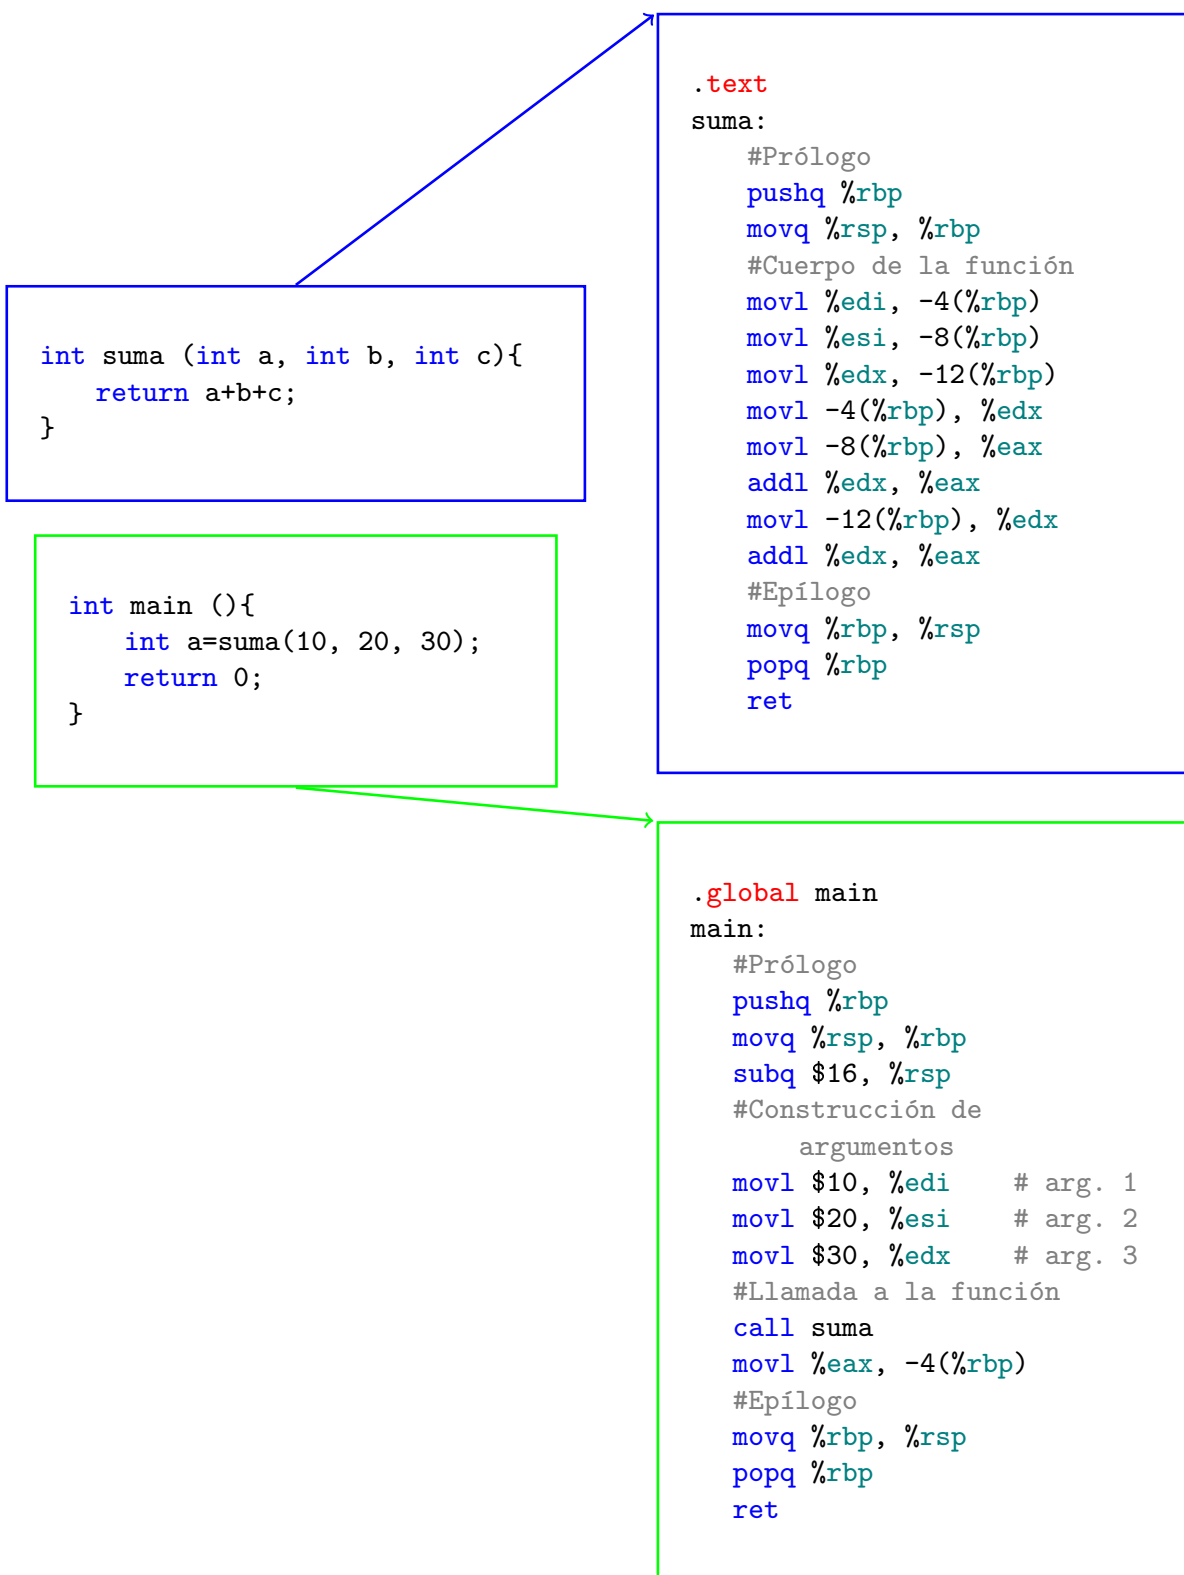 int suma (int a, int b, int c){
return a+b+c;
}
int main (){
int a=suma(10, 20, 30);
return 0;
}
.text
suma:
#Prólogo
pushq %rbp
movq %rsp, %rbp
#Cuerpo de la función
movl %edi, -4(%rbp)
movl %esi, -8(%rbp)
movl %edx, -12(%rbp)
movl -4(%rbp), %edx
movl -8(%rbp), %eax
addl %edx, %eax
movl -12(%rbp), %edx
addl %edx, %eax
#Epílogo
movq %rbp, %rsp
popq %rbp
ret
.global main
main:
#Prólogo
pushq %rbp
movq %rsp, %rbp
subq $16, %rsp
#Construcción de
argumentos
movl $10, %edi # arg. 1
movl $20, %esi # arg. 2
movl $30, %edx # arg. 3
#Llamada a la función
call suma
movl %eax, -4(%rbp)
#Epílogo
movq %rbp, %rsp
popq %rbp
ret